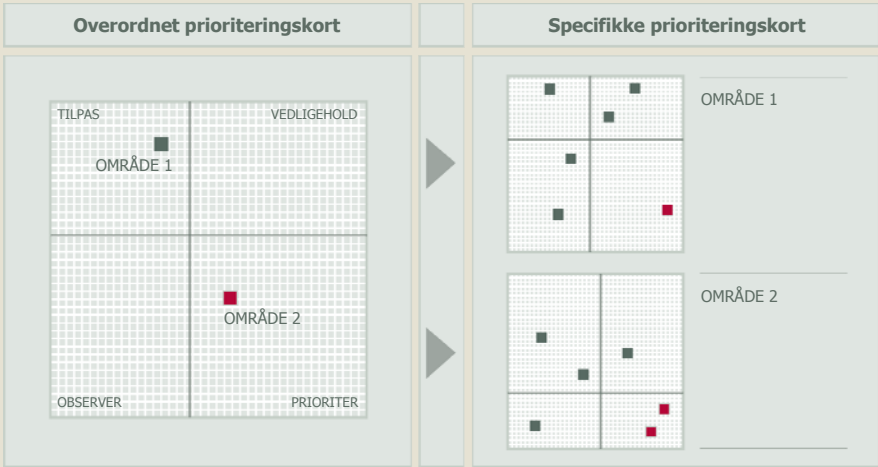 Overordnet prioriteringskort
Specifikke prioriteringskort
TILPAS
VEDLIGEHOLD
OMRÅDE 1
OMRÅDE 2
OBSERVER
PRIORITER
OMRÅDE 1
OMRÅDE 2